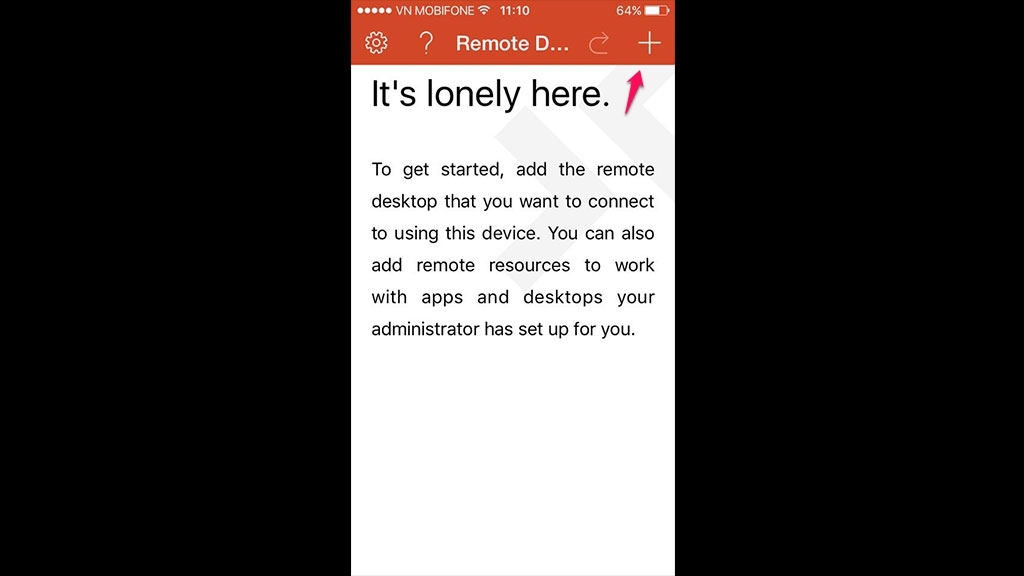 VN MOBIFONE 11:10 64%
? Remote D...
It's lonely here.
To get started, add the remote
desktop that you want to connect
to using this device. You can also
add remote resources to work
with apps and desktops your
administrator has set up for you.